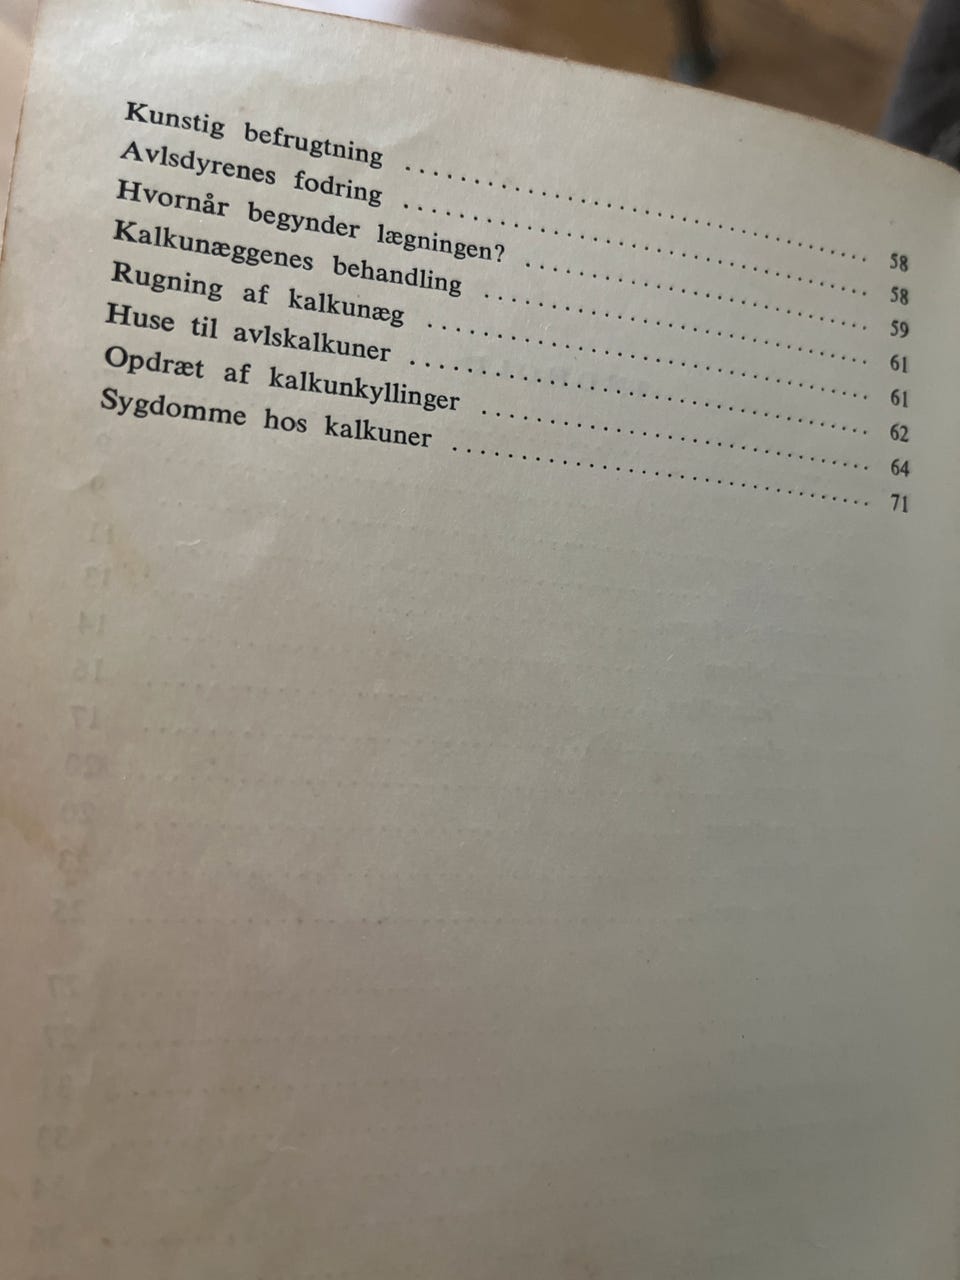 Kunstig befrugtning 58
Avlsdyrenes fodring 58
Hvornår begynder lægningen? 59
Kalkunæggenes behandling 61
Rugning af kalkunæg 61
Huse til avlskalkuner 62
Opdræt af kalkunkyllinger 64
Sygdomme hos kalkuner 71